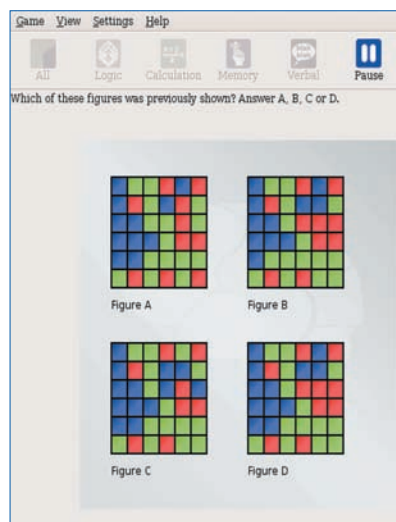 Game View Settings Help
All Logic Calculation Memory Verbal Pause
Which of these figures was previously shown? Answer A, B, C or D.
Figure A Figure B
Figure C Figure D